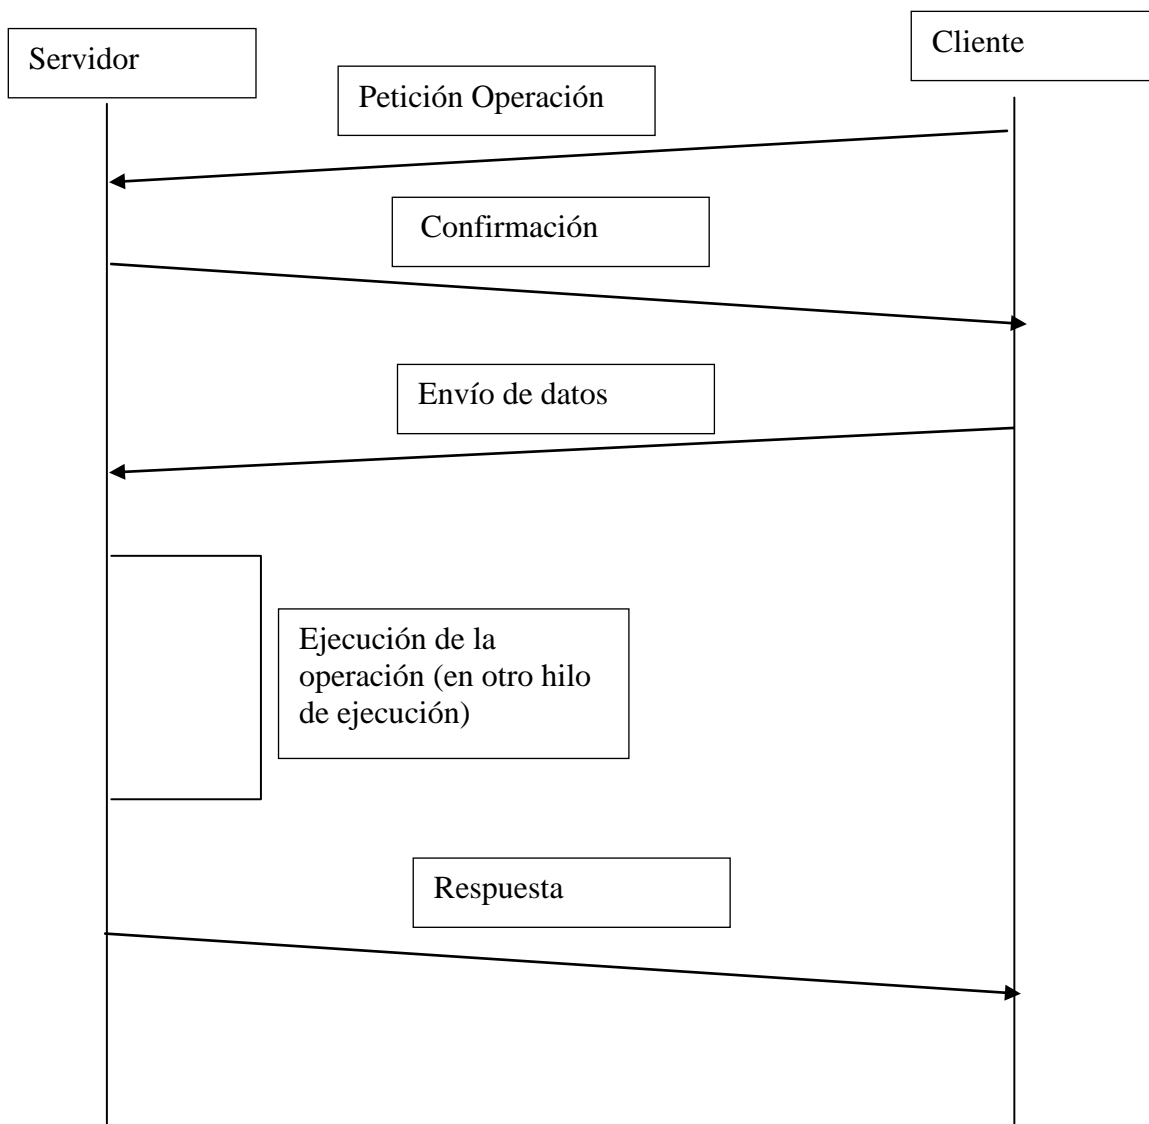 Servidor
Cliente
Petición Operación
Confirmación
Envío de datos
Ejecución de la
operación (en otro hilo
de ejecución)
Respuesta